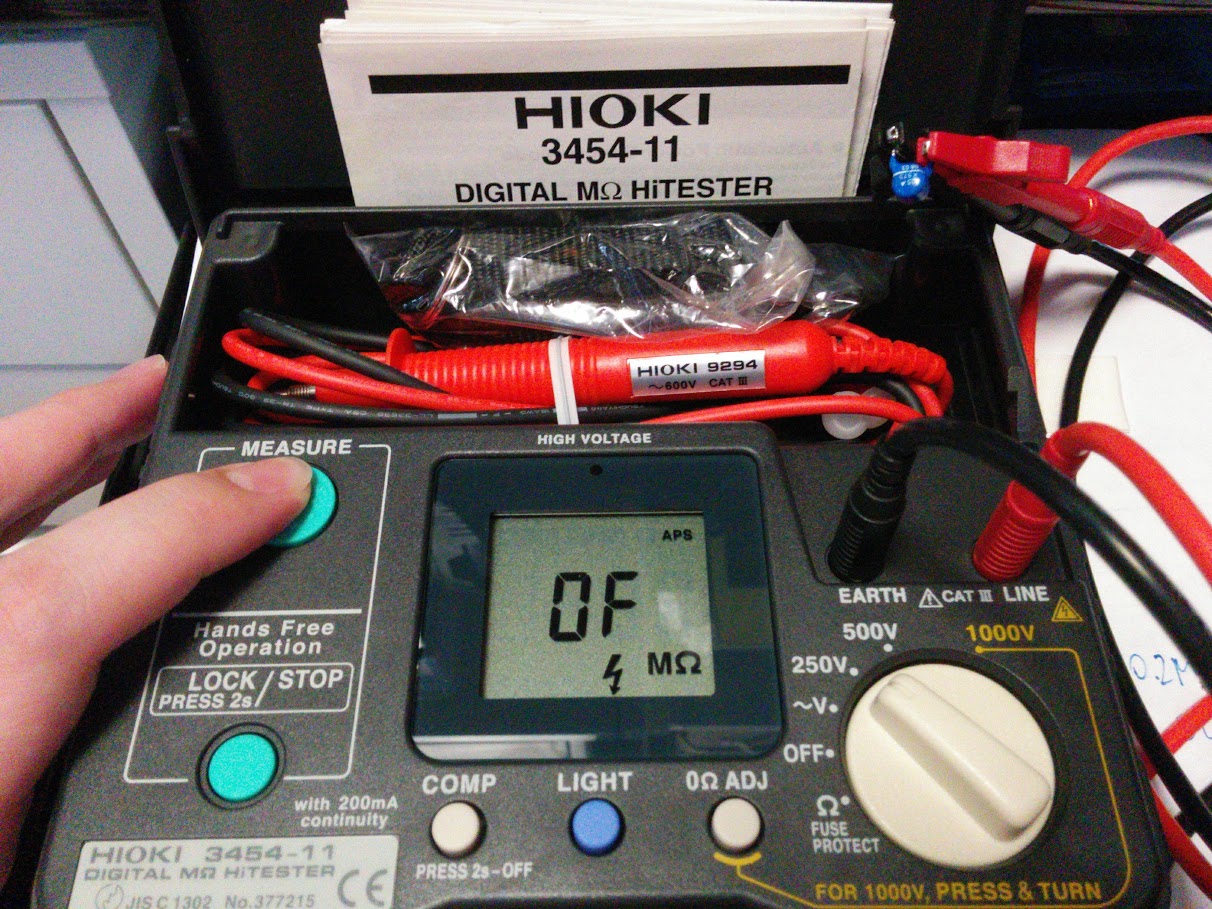 HIOKI
3454-11
DIGITAL MΩ HiTESTER
HIOKI 9294
~600V CAT III
MEASURE
HIGH VOLTAGE
APS
OF
MΩ
EARTH CAT III LINE
500V
1000V
250V
~V
OFF
Ω
FUSE
PROTECT
Hands Free
Operation
LOCK/STOP
PRESS 2s
with 200mA
continuity
COMP
LIGHT
0Ω ADJ
PRESS 2s-OFF
FOR 1000V, PRESS & TURN
HIOKI 3454-11
DIGITAL MΩ HiTESTER
JIS C 1302 No.377215
CE